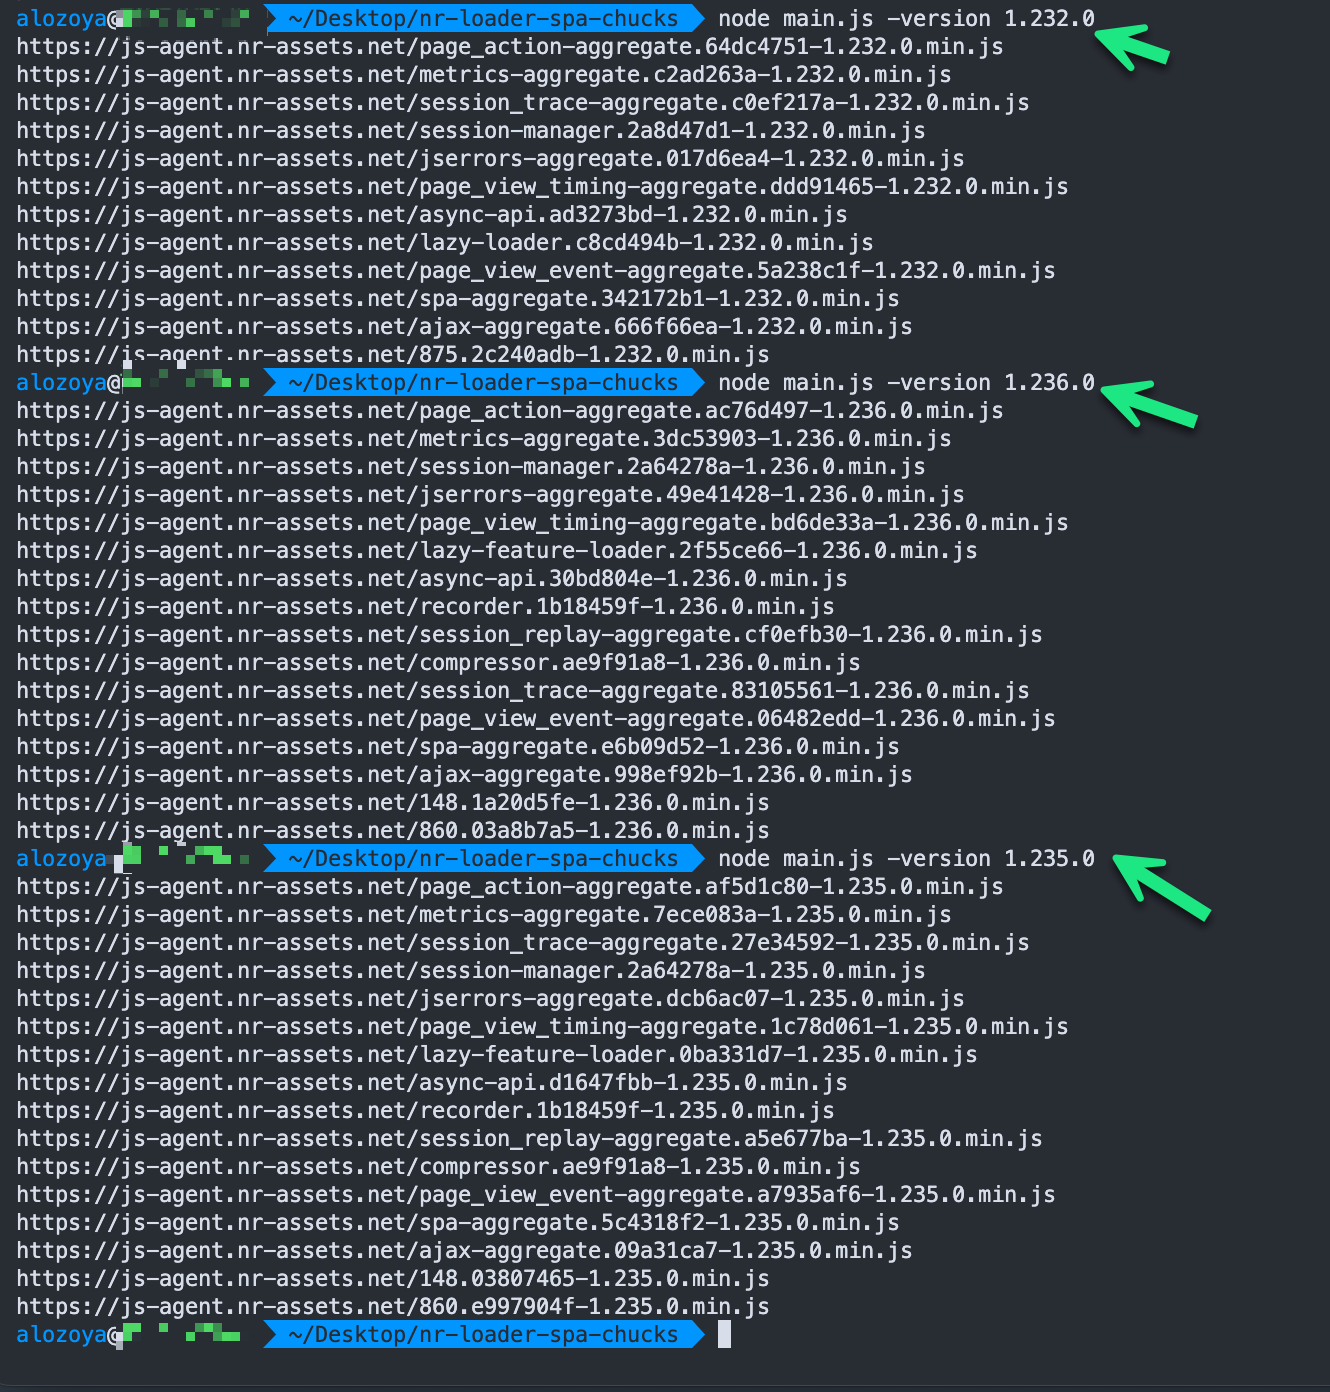 alozoya@ ~/Desktop/nr-loader-spa-chucks node main.js -version 1.232.0
https://js-agent.nr-assets.net/page_action-aggregate.64dc4751-1.232.0.min.js
https://js-agent.nr-assets.net/metrics-aggregate.c2ad263a-1.232.0.min.js
https://js-agent.nr-assets.net/session_trace-aggregate.c0ef217a-1.232.0.min.js
https://js-agent.nr-assets.net/session-manager.2a8d47d1-1.232.0.min.js
https://js-agent.nr-assets.net/jserrors-aggregate.017d6ea4-1.232.0.min.js
https://js-agent.nr-assets.net/page_view_timing-aggregate.ddd91465-1.232.0.min.js
https://js-agent.nr-assets.net/async-api.ad3273bd-1.232.0.min.js
https://js-agent.nr-assets.net/lazy-loader.c8cd494b-1.232.0.min.js
https://js-agent.nr-assets.net/page_view_event-aggregate.5a238c1f-1.232.0.min.js
https://js-agent.nr-assets.net/spa-aggregate.342172b1-1.232.0.min.js
https://js-agent.nr-assets.net/ajax-aggregate.666f66ea-1.232.0.min.js
https://js-agent.nr-assets.net/875.2c240adb-1.232.0.min.js
alozoya@ ~/Desktop/nr-loader-spa-chucks node main.js -version 1.236.0
https://js-agent.nr-assets.net/page_action-aggregate.ac76d497-1.236.0.min.js
https://js-agent.nr-assets.net/metrics-aggregate.3dc53903-1.236.0.min.js
https://js-agent.nr-assets.net/session-manager.2a64278a-1.236.0.min.js
https://js-agent.nr-assets.net/jserrors-aggregate.49e41428-1.236.0.min.js
https://js-agent.nr-assets.net/page_view_timing-aggregate.bd6de33a-1.236.0.min.js
https://js-agent.nr-assets.net/lazy-feature-loader.2f55ce66-1.236.0.min.js
https://js-agent.nr-assets.net/async-api.30bd804e-1.236.0.min.js
https://js-agent.nr-assets.net/recorder.1b18459f-1.236.0.min.js
https://js-agent.nr-assets.net/session_replay-aggregate.cf0efb30-1.236.0.min.js
https://js-agent.nr-assets.net/compressor.ae9f91a8-1.236.0.min.js
https://js-agent.nr-assets.net/session_trace-aggregate.83105561-1.236.0.min.js
https://js-agent.nr-assets.net/page_view_event-aggregate.06482edd-1.236.0.min.js
https://js-agent.nr-assets.net/spa-aggregate.e6b09d52-1.236.0.min.js
https://js-agent.nr-assets.net/ajax-aggregate.998ef92b-1.236.0.min.js
https://js-agent.nr-assets.net/148.1a20d5fe-1.236.0.min.js
https://js-agent.nr-assets.net/860.03a8b7a5-1.236.0.min.js
alozoya ~/Desktop/nr-loader-spa-chucks node main.js -version 1.235.0
https://js-agent.nr-assets.net/page_action-aggregate.af5d1c80-1.235.0.min.js
https://js-agent.nr-assets.net/metrics-aggregate.7ece083a-1.235.0.min.js
https://js-agent.nr-assets.net/session_trace-aggregate.27e34592-1.235.0.min.js
https://js-agent.nr-assets.net/session-manager.2a64278a-1.235.0.min.js
https://js-agent.nr-assets.net/jserrors-aggregate.dcb6ac07-1.235.0.min.js
https://js-agent.nr-assets.net/page_view_timing-aggregate.1c78d061-1.235.0.min.js
https://js-agent.nr-assets.net/lazy-feature-loader.0ba331d7-1.235.0.min.js
https://js-agent.nr-assets.net/async-api.d1647fbb-1.235.0.min.js
https://js-agent.nr-assets.net/recorder.1b18459f-1.235.0.min.js
https://js-agent.nr-assets.net/session_replay-aggregate.a5e677ba-1.235.0.min.js
https://js-agent.nr-assets.net/compressor.ae9f91a8-1.235.0.min.js
https://js-agent.nr-assets.net/page_view_event-aggregate.a7935af6-1.235.0.min.js
https://js-agent.nr-assets.net/spa-aggregate.5c4318f2-1.235.0.min.js
https://js-agent.nr-assets.net/ajax-aggregate.09a31ca7-1.235.0.min.js
https://js-agent.nr-assets.net/148.03807465-1.235.0.min.js
https://js-agent.nr-assets.net/860.e997904f-1.235.0.min.js
alozoya@ ~/Desktop/nr-loader-spa-chucks